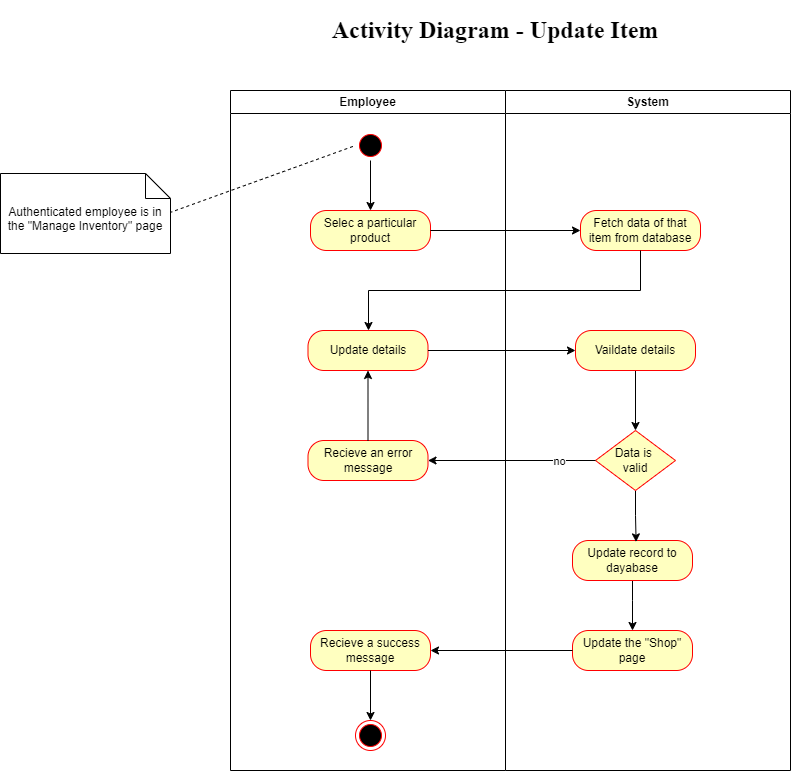 Activity Diagram - Update Item
Employee
System
Authenticated employee is in
the "Manage Inventory" page
Selec a particular
product
Fetch data of that
item from database
Update details
Vaildate details
Recieve an error
message
no
Data is
valid
Update record to
dayabase
Recieve a success
message
Update the "Shop"
page